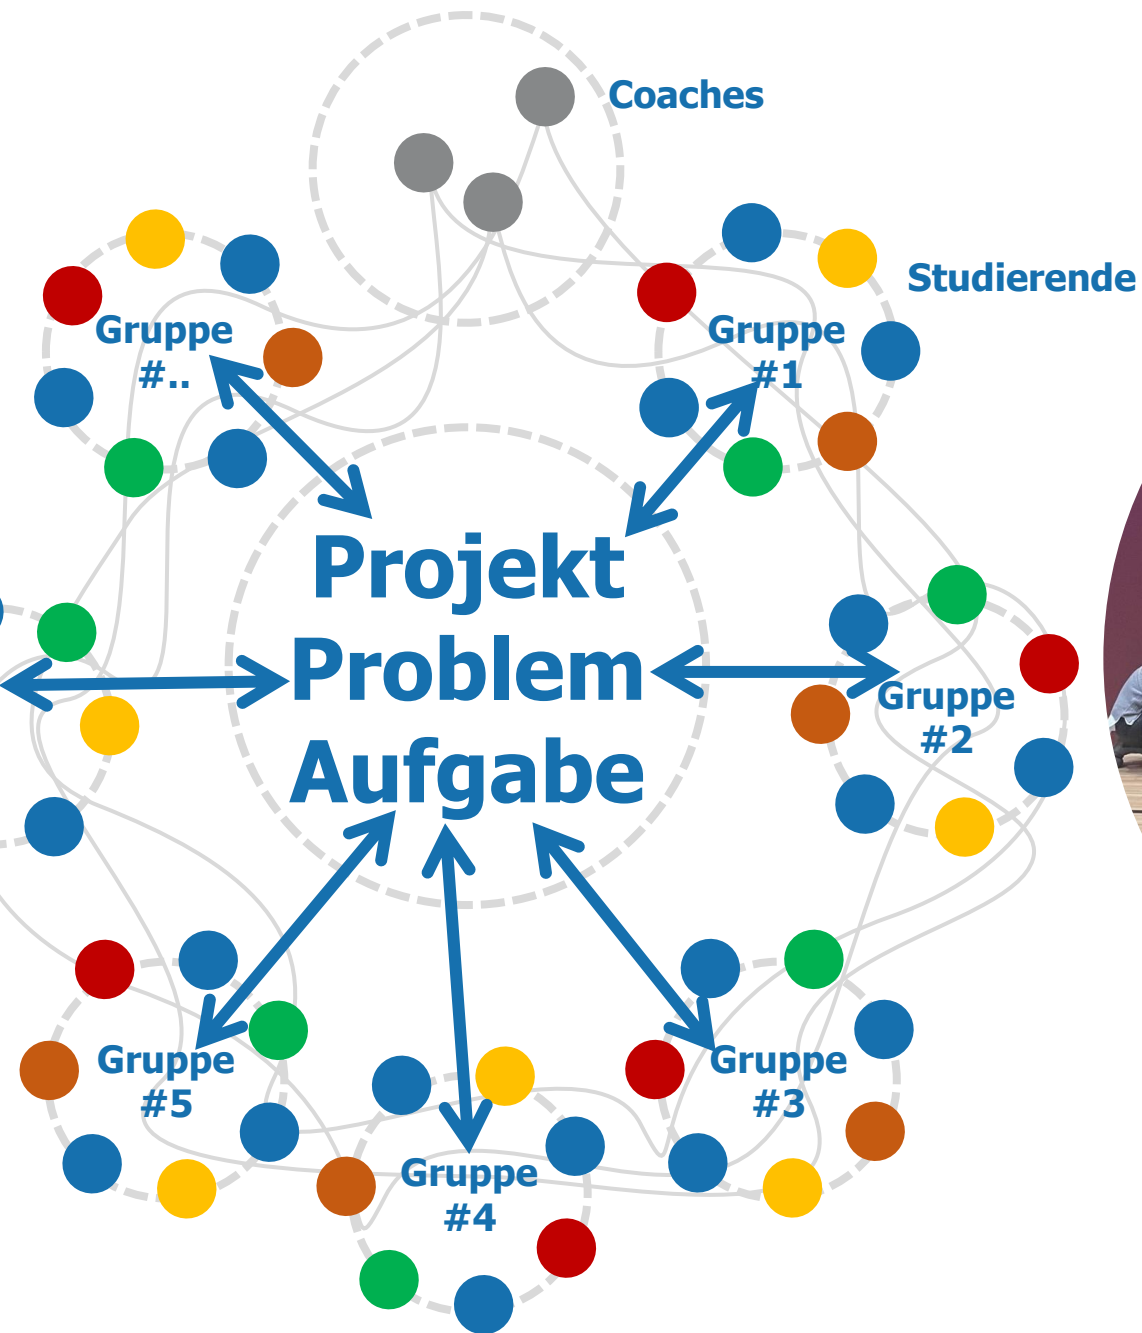 Coaches
Studierende
Gruppe
#..
Gruppe
#1
Projekt
Problem
Aufgabe
Gruppe
#2
Gruppe
#5
Gruppe
#3
Gruppe
#4